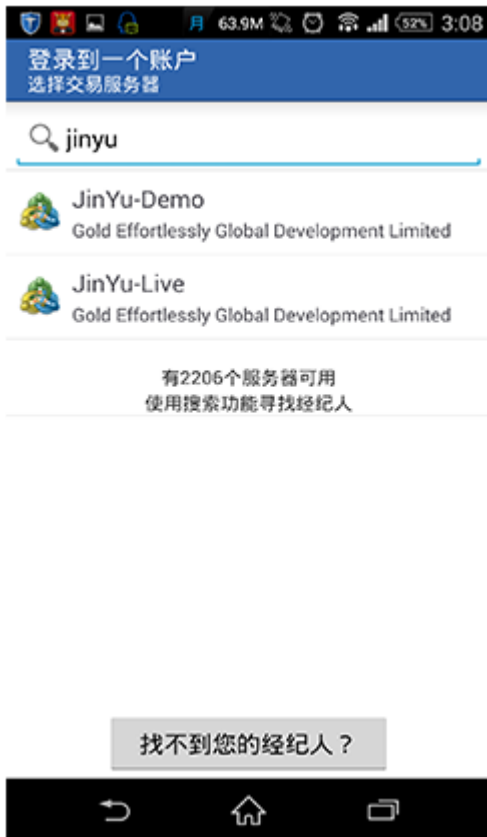 月 63.9M 52% 3:08
登录到一个账户
选择交易服务器
jinyu
JinYu-Demo
Gold Effortlessly Global Development Limited
JinYu-Live
Gold Effortlessly Global Development Limited
有2206个服务器可用
使用搜索功能寻找经纪人
找不到您的经纪人？